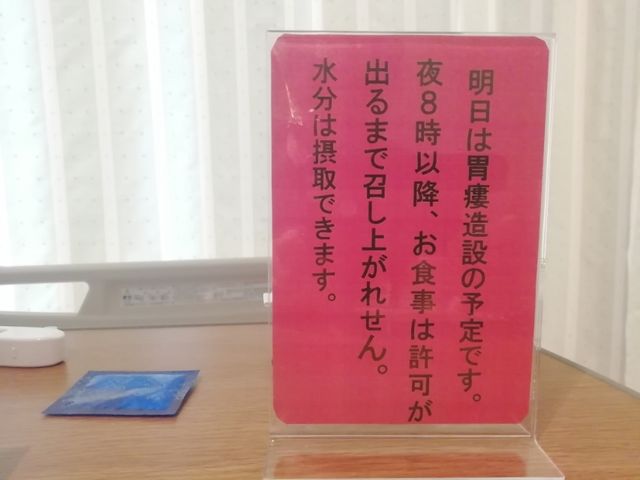 明日は胃瘻造設の予定です。
夜8時以降、お食事は許可が
出るまで召し上がれせん。
水分は摂取できます。